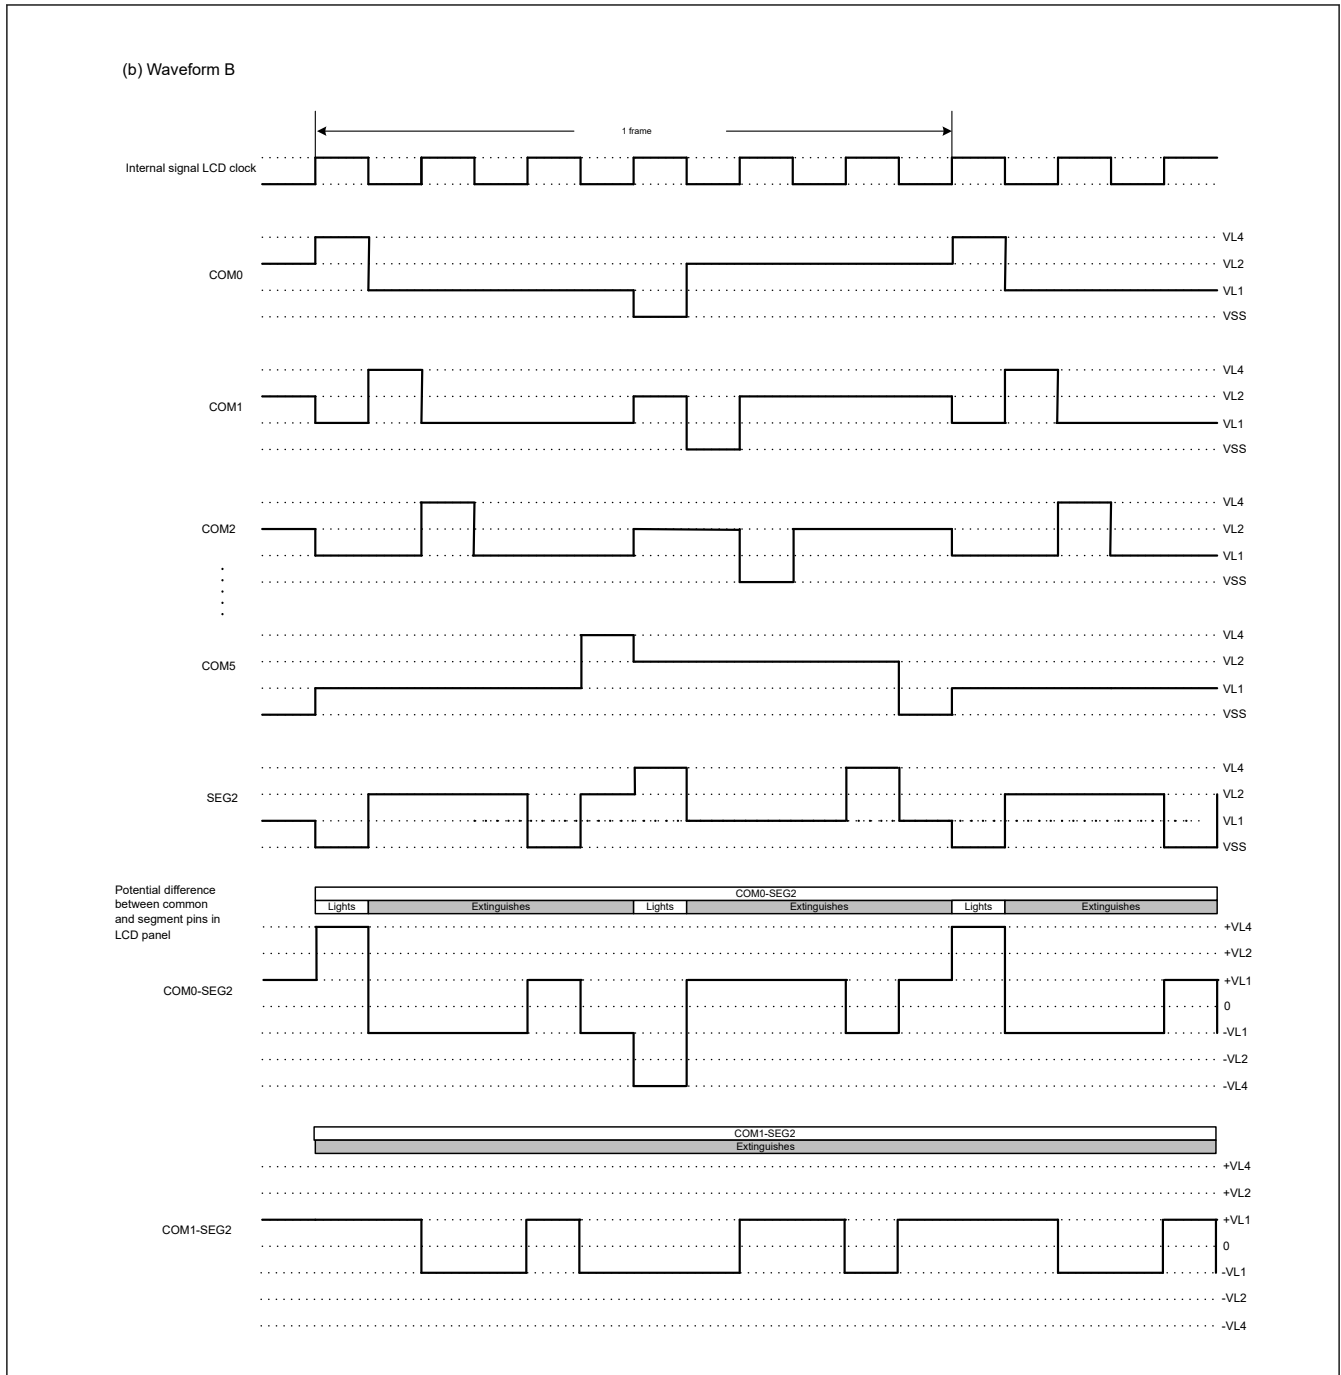 (b) Waveform B
1 frame
Internal signal LCD clock
VL4
VL2
COM0
VL1
VSS
VL4
VL2
COM1
VL1
VSS
VL4
VL2
COM2
VL1
VSS
VL4
VL2
COM5
VL1
VSS
VL4
VL2
SEG2
VL1
VSS
Potential difference
between common
and segment pins in
LCD panel
COM0-SEG2
Lights Extinguishes Lights Extinguishes Lights Extinguishes
+VL4
+VL2
+VL1
COM0-SEG2
0
-VL1
-VL2
-VL4
COM1-SEG2
Extinguishes
+VL4
+VL2
+VL1
COM1-SEG2
0
-VL1
-VL2
-VL4